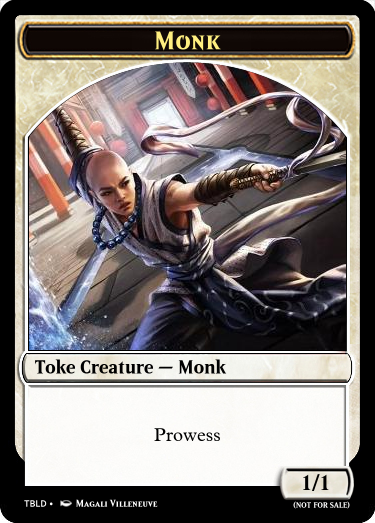 Monk
Toke Creature — Monk
Prowess
1/1
TBLD • Magali Villeneuve
(NOT FOR SALE)